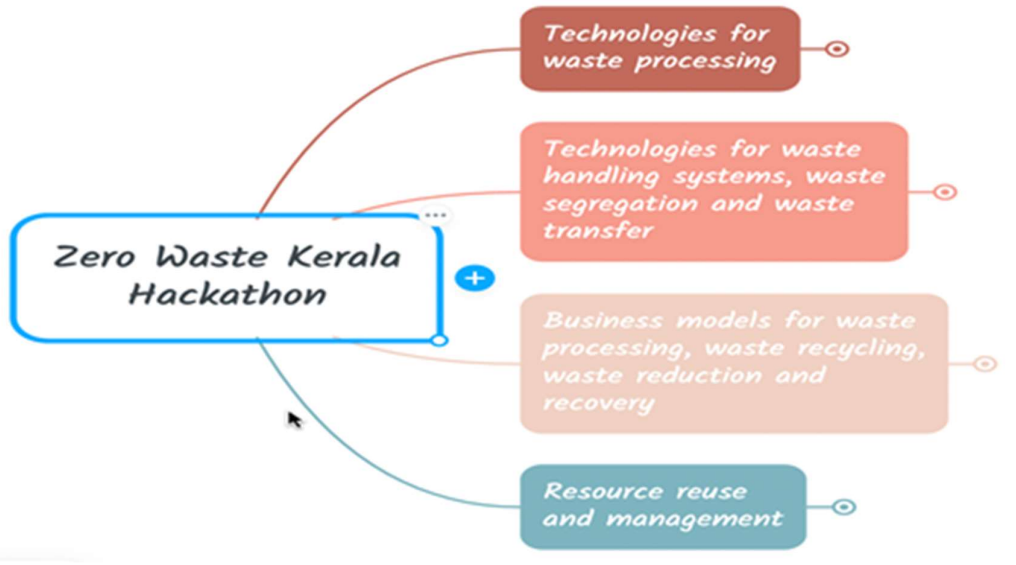 Technologies for
waste processing
Technologies for waste
handling systems, waste
segregation and waste
transfer
Zero Waste Kerala
Hackathon
Business models for waste
processing, waste recycling,
waste reduction and
recovery
Resource reuse
and management